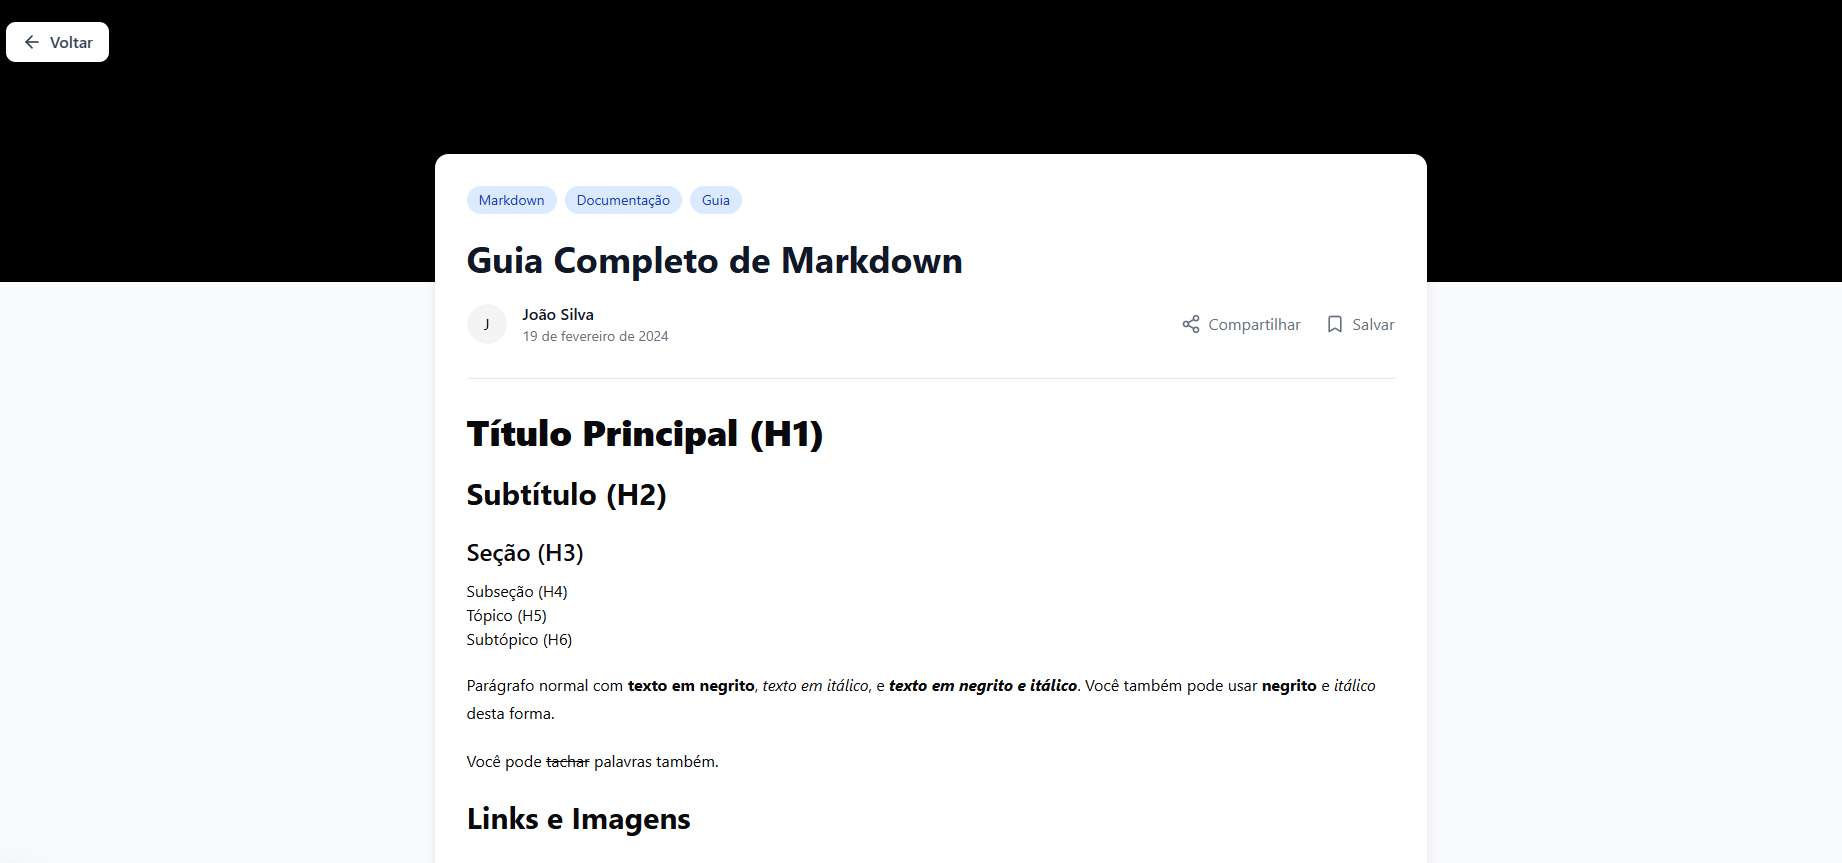 Voltar
Markdown
Documentação
Guia
Guia Completo de Markdown
J
João Silva
19 de fevereiro de 2024
Compartilhar
Salvar
Título Principal (H1)
Subtítulo (H2)
Seção (H3)
Subseção (H4)
Tópico (H5)
Subtópico (H6)
Parágrafo normal com texto em negrito, texto em itálico, e texto em negrito e itálico. Você também pode usar negrito e itálico
desta forma.
Você pode tachar palavras também.
Links e Imagens